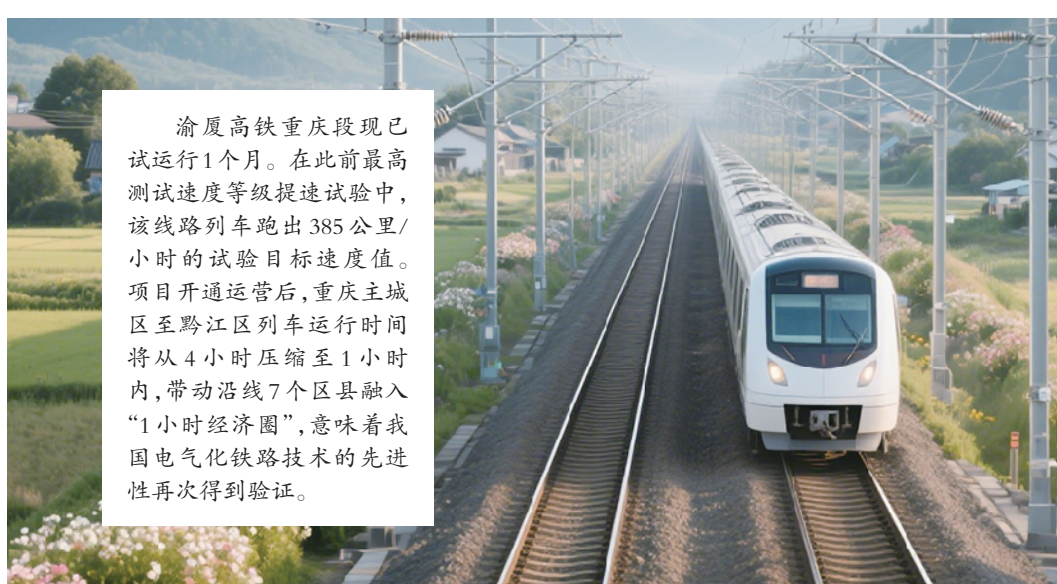 渝厦高铁重庆段现已
试运行1个月。在此前最高
测试速度等级提速试验中，
该线路列车跑出385公里/
小时的试验目标速度值。
项目开通运营后，重庆主城
区至黔江区列车运行时间
将从4小时压缩至1小时
内，带动沿线7个区县融入
“1小时经济圈”，意味着我
国电气化铁路技术的先进
性再次得到验证。